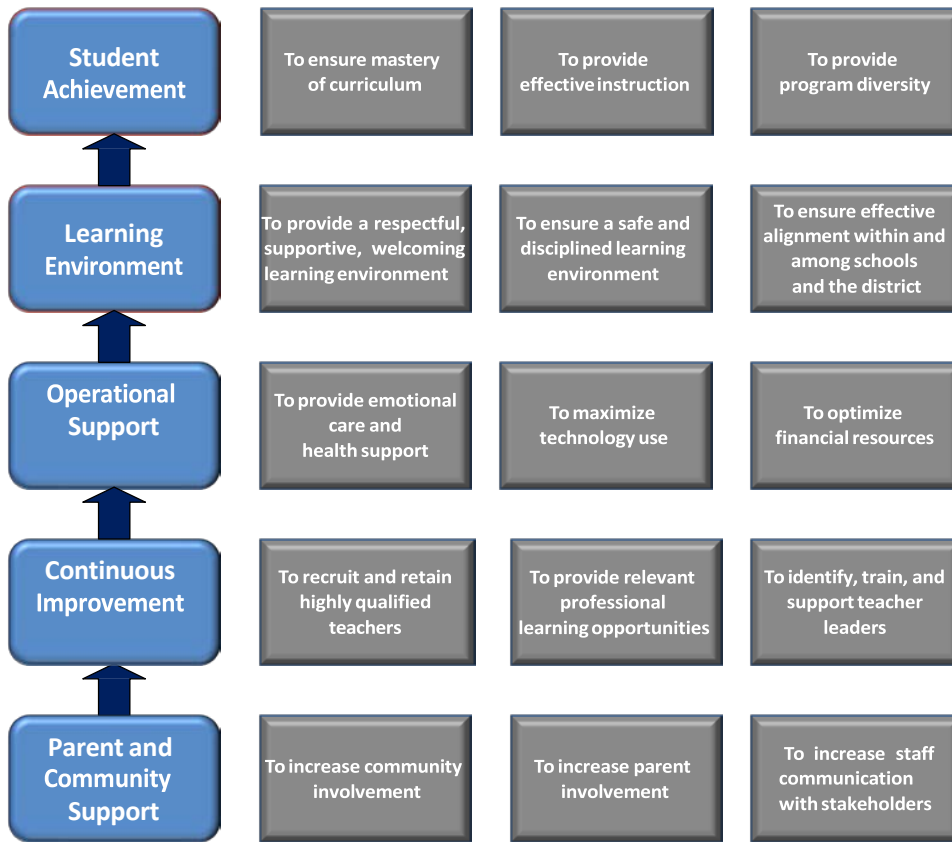 Student
Achievement
To ensure mastery
of curriculum
To provide
effective instruction
To provide
program diversity
Learning
Environment
To provide a respectful,
supportive, welcoming
learning environment
To ensure a safe and
disciplined learning
environment
To ensure effective
alignment within and
among schools
and the district
Operational
Support
To provide emotional
care and
health support
To maximize
technology use
To optimize
financial resources
Continuous
Improvement
To recruit and retain
highly qualified
teachers
To provide relevant
professional
learning opportunities
To identify, train, and
support teacher
leaders
Parent and
Community
Support
To increase community
involvement
To increase parent
involvement
To increase staff
communication
with stakeholders